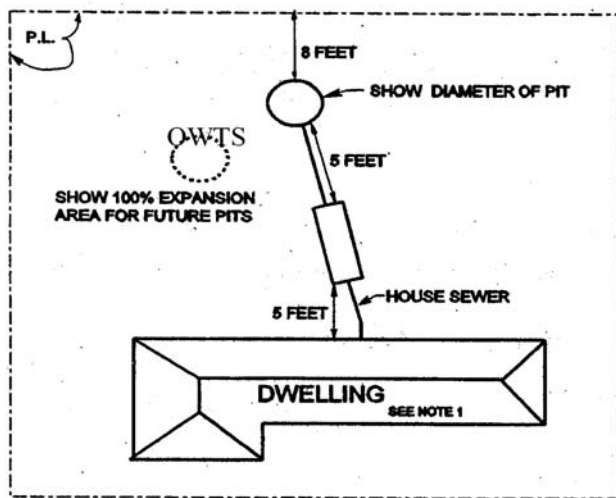 P.L.
8 FEET
SHOW DIAMETER OF PIT
OWTS
5 FEET
SHOW 100% EXPANSION
AREA FOR FUTURE PITS
HOUSE SEWER
5 FEET
DWELLING
SEE NOTE 1